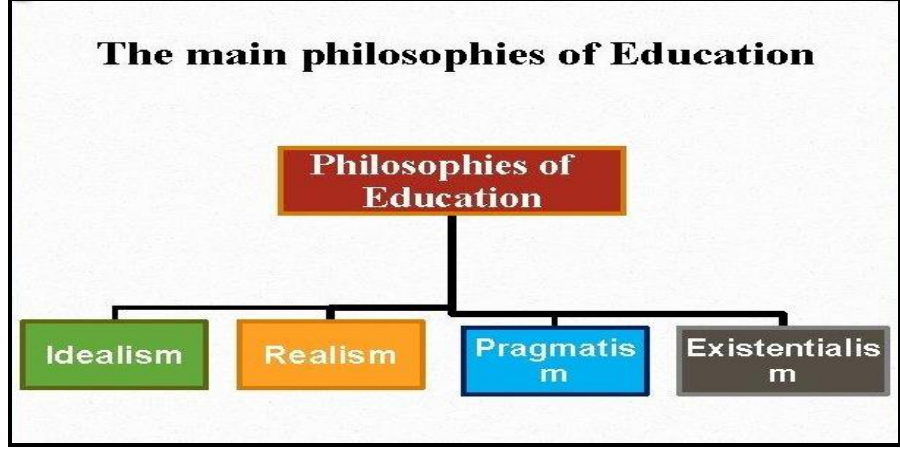 The main philosophies of Education
Philosophies of
Education
Idealism
Realism
Pragmatis
m
Existentialis
m